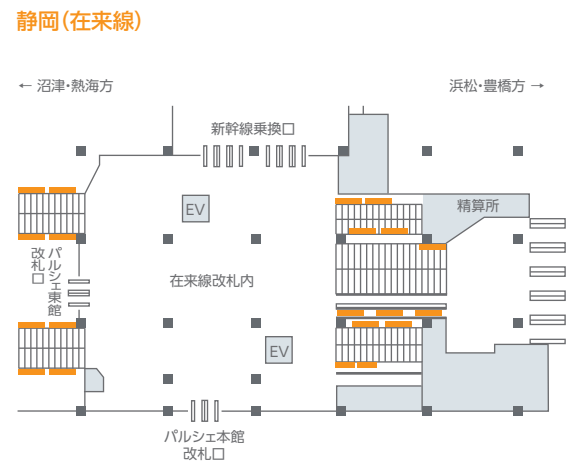 静岡(在来線)
← 沼津・熱海方
浜松・豊橋方 →
新幹線乗換口
EV
精算所
パルシェ東館
改札口
在来線改札内
EV
パルシェ本館
改札口